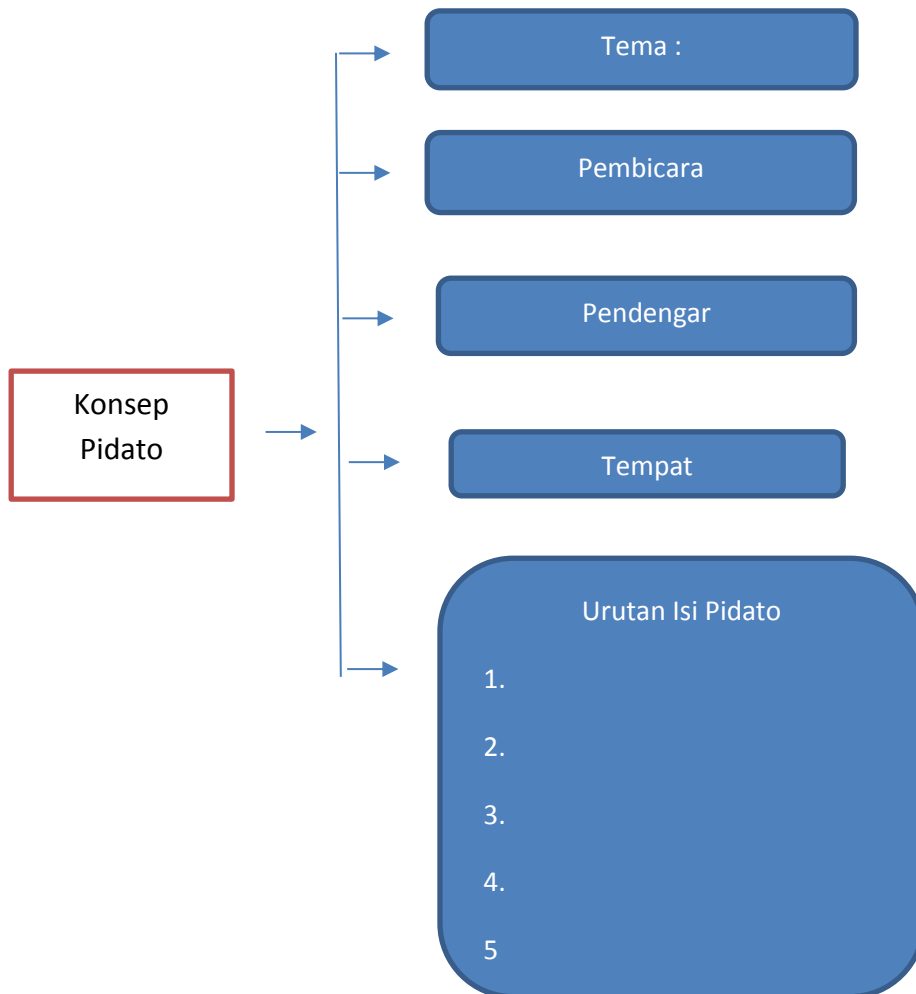 Konsep
Pidato
Tema :
Pembicara
Pendengar
Tempat
Urutan Isi Pidato
1.
2.
3.
4.
5